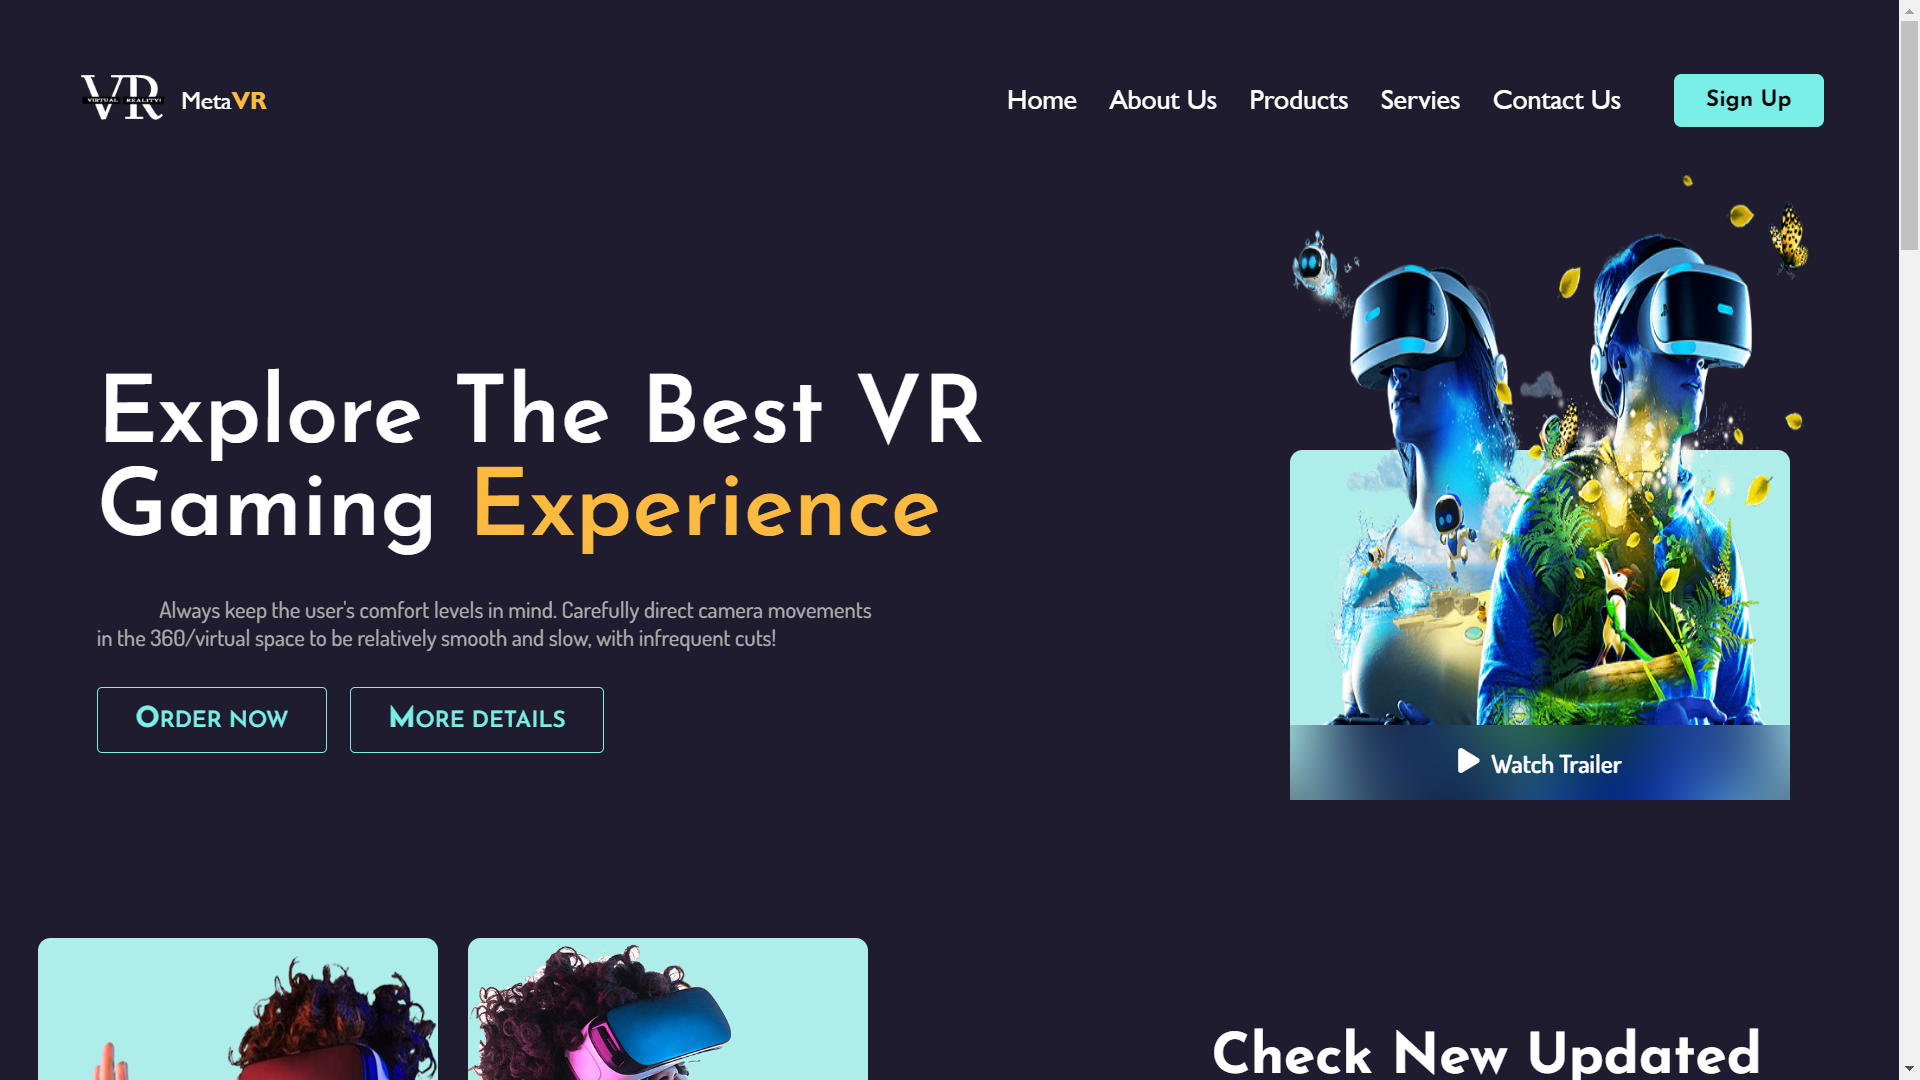 VR
VIRTUAL REALITY!
MetaVR
Home About Us Products Servies Contact Us Sign Up
Explore The Best VR
Gaming Experience
Always keep the user's comfort levels in mind. Carefully direct camera movements
in the 360/virtual space to be relatively smooth and slow, with infrequent cuts!
ORDER NOW MORE DETAILS
Watch Trailer
Check New Updated